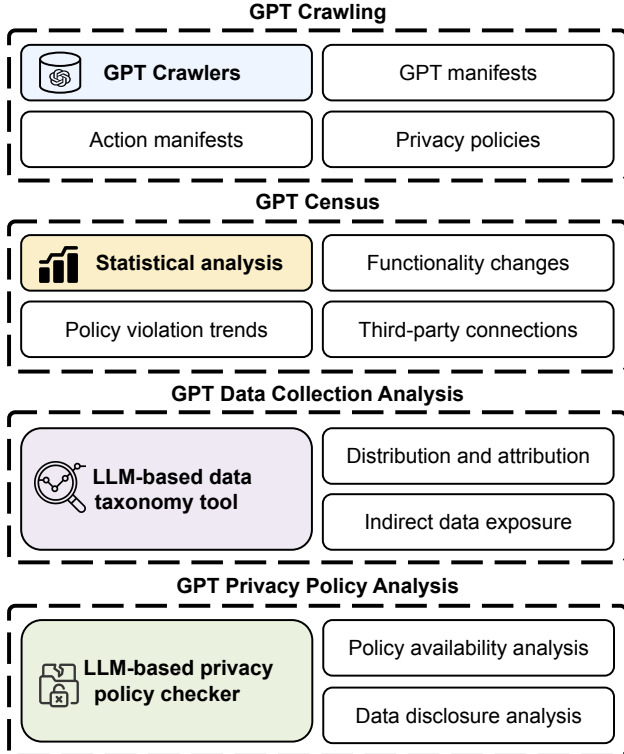 GPT Crawling
GPT Crawlers
GPT manifests
Action manifests
Privacy policies
GPT Census
Statistical analysis
Functionality changes
Policy violation trends
Third-party connections
GPT Data Collection Analysis
LLM-based data
taxonomy tool
Distribution and attribution
Indirect data exposure
GPT Privacy Policy Analysis
LLM-based privacy
policy checker
Policy availability analysis
Data disclosure analysis